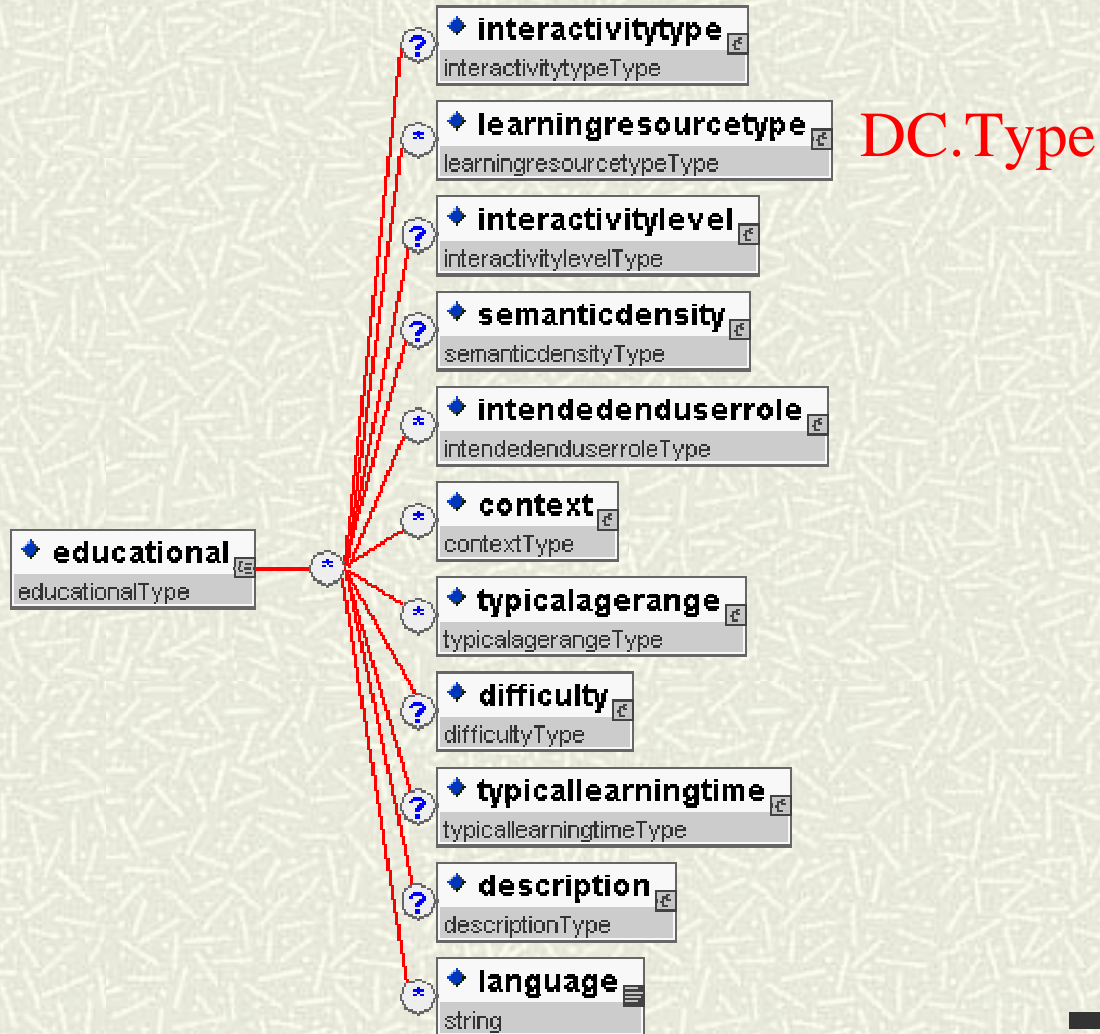 ?
interactivitytype
interactivitytypeType
*
learningresourcetype
DC.Type
learningresourcetypeType
?
interactivitylevel
interactivitylevelType
?
semanticdensity
semanticdensityType
*
intendedenduserrole
intendedenduserroleType
*
context
contextType
educational
*
educationalType
*
typicalagerange
typicalagerangeType
?
difficulty
difficultyType
?
typicallearningtime
typicallearningtimeType
?
description
descriptionType
*
language
string